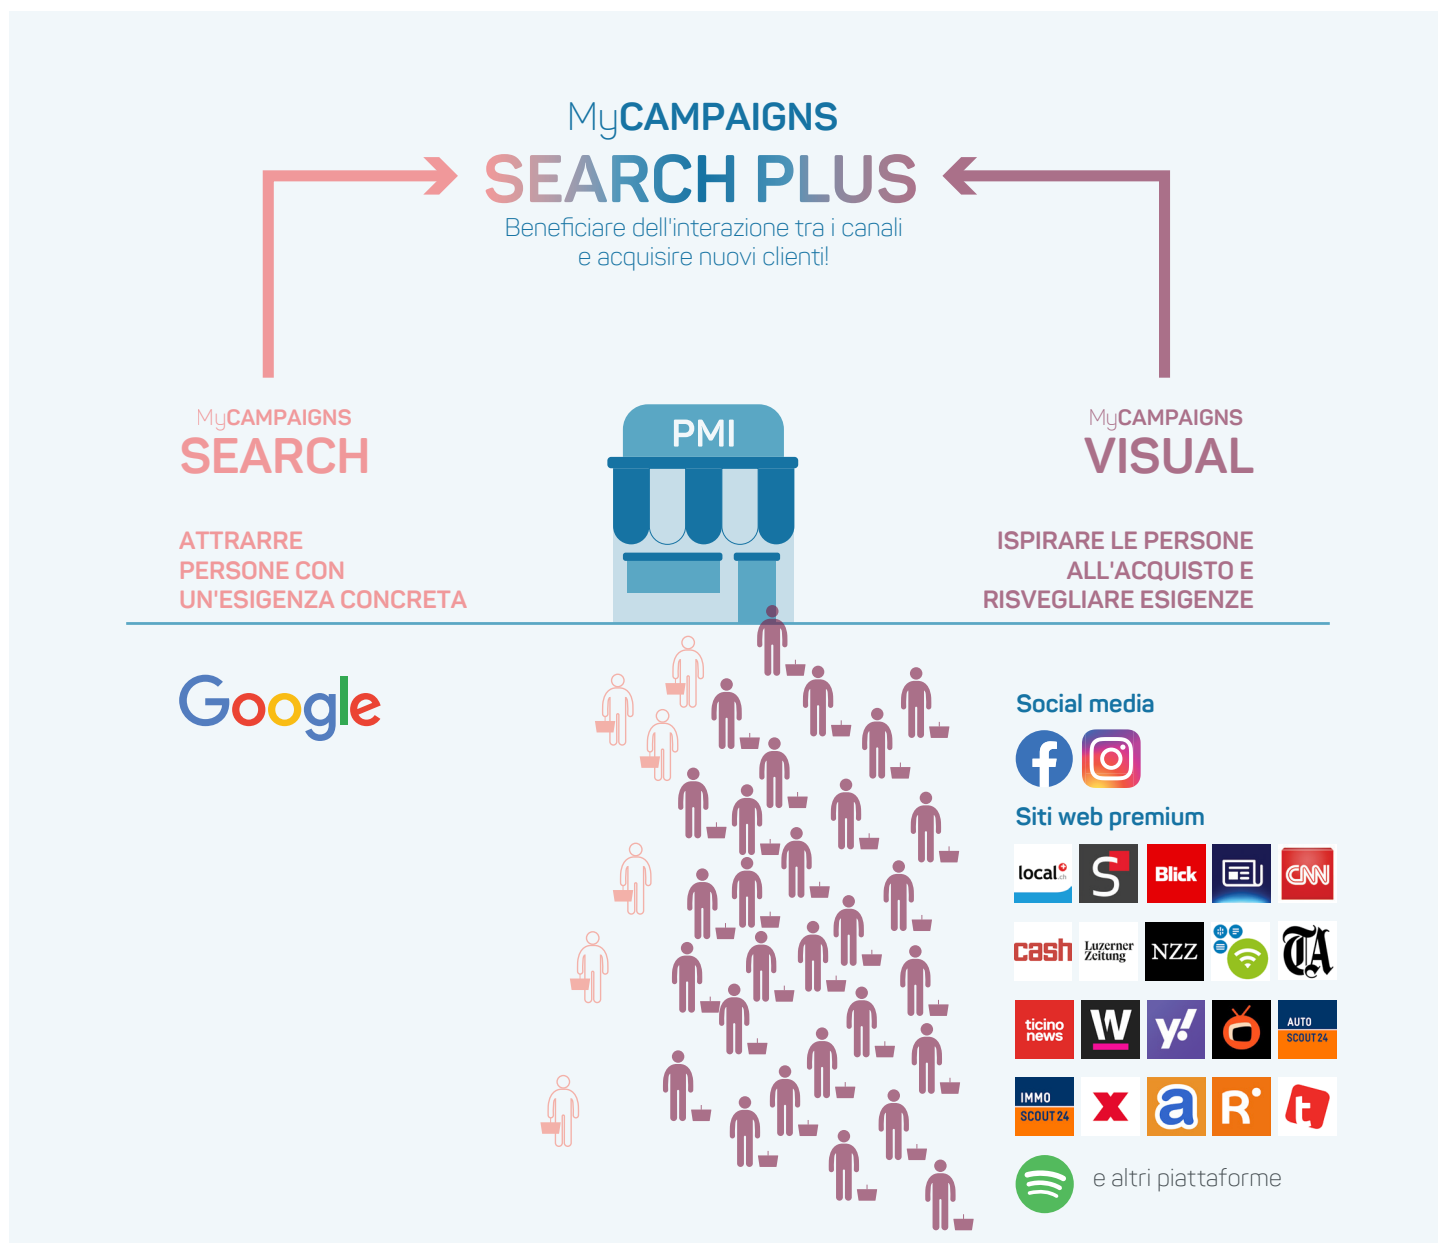 MyCAMPAIGNS
SEARCH PLUS
Beneficiare dell'interazione tra i canali
e acquisire nuovi clienti!
MyCAMPAIGNS
SEARCH
ATTRARRE
PERSONE CON
UN'ESIGENZA CONCRETA
PMI
MyCAMPAIGNS
VISUAL
ISPIRARE LE PERSONE
ALL'ACQUISTO E
RISVEGLIARE ESIGENZE
Google
Social media
Siti web premium
local.ch
S
Blick
CNN
cash
Luzerner
Zeitung
NZZ
TA
ticino
news
W
y!
AUTO
SCOUT24
IMMO
SCOUT24
x
a
R
t
e altri piattaforme